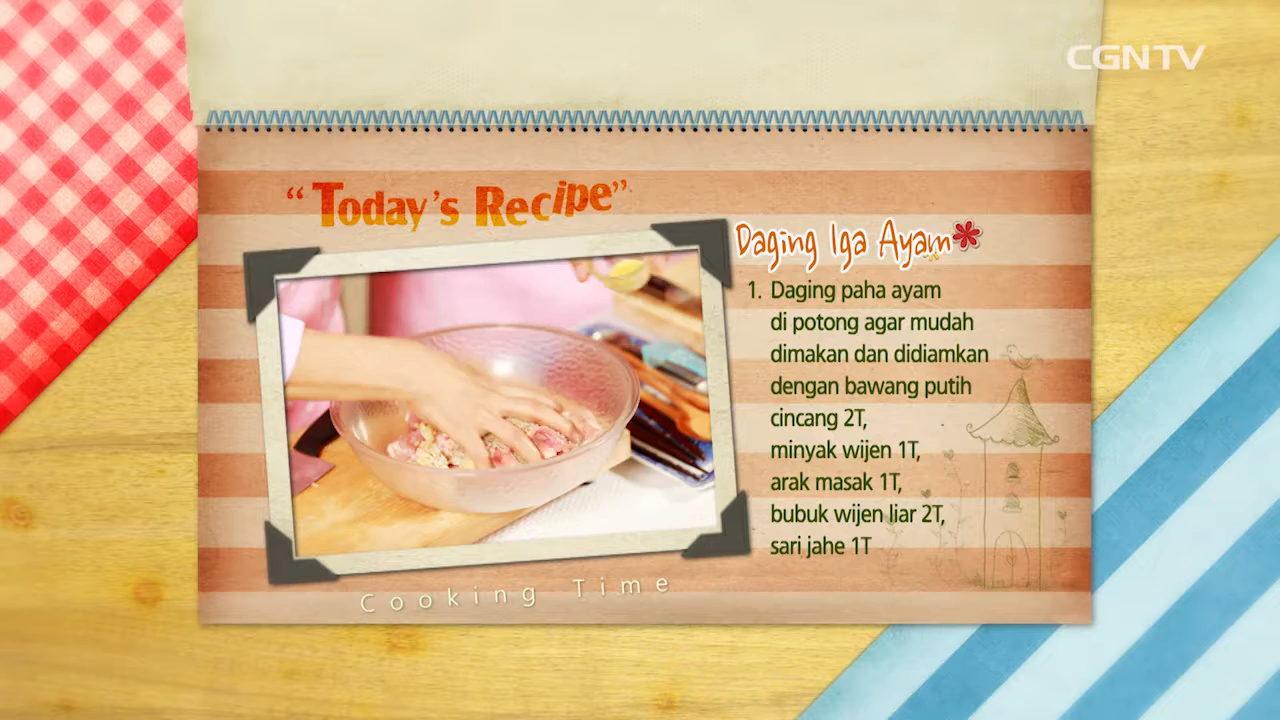 CGNTV
“Today’s Recipe”
Daging Iga Ayam
1. Daging paha ayam
di potong agar mudah
dimakan dan didiamkan
dengan bawang putih
cincang 2T,
minyak wijen 1T,
arak masak 1T,
bubuk wijen liar 2T,
sari jahe 1T
Cooking Time